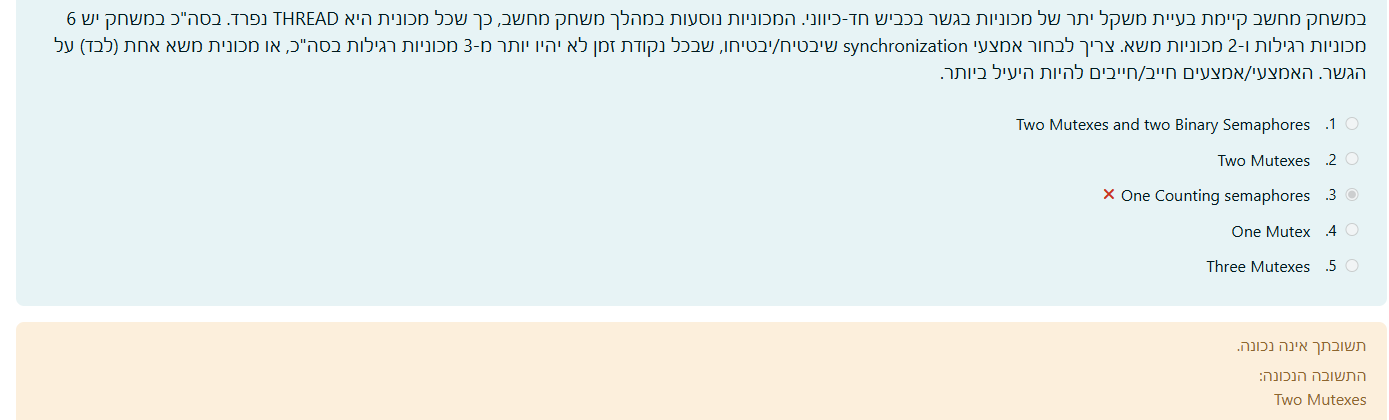 במשחק מחשב קיימת בעיית משקל יתר של מכוניות בגשר בכביש חד-כיווני. המכוניות נוסעות במהלך משחק מחשב, כך שכל מכונית היא THREAD נפרד. בסה"כ במשחק יש 6
מכוניות רגילות ו-2 מכוניות משא. צריך לבחור אמצעי synchronization שיבטיח/יבטיחו, שבכל נקודת זמן לא יהיו יותר מ-3 מכוניות רגילות בסה"כ, או מכונית משא אחת (לבד) על
הגשר. האמצעי/אמצעים חייב/חייבים להיות היעיל ביותר.
1. Two Mutexes and two Binary Semaphores
2. Two Mutexes
3. One Counting semaphores
4. One Mutex
5. Three Mutexes
תשובתך אינה נכונה.
התשובה הנכונה:
Two Mutexes